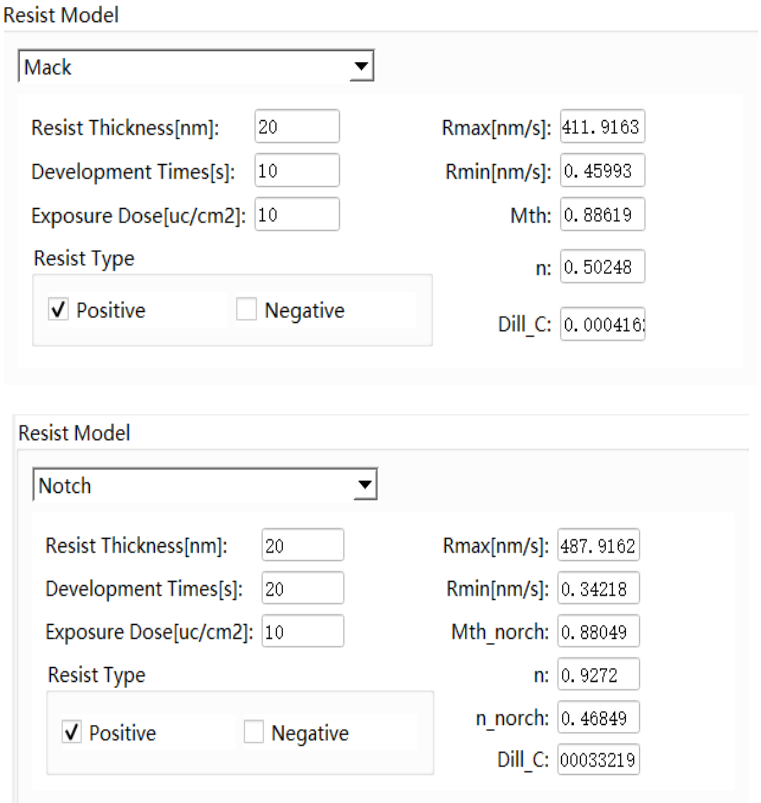 Resist Model
Mack
Resist Thickness[nm]: 20 Rmax[nm/s]: 411.9163
Development Times[s]: 10 Rmin[nm/s]: 0.45993
Exposure Dose[uc/cm2]: 10 Mth: 0.88619
Resist Type n: 0.50248
Positive Negative
Dill_C: 0.000416
Resist Model
Notch
Resist Thickness[nm]: 20 Rmax[nm/s]: 487.9162
Development Times[s]: 20 Rmin[nm/s]: 0.34218
Exposure Dose[uc/cm2]: 10 Mth_norch: 0.88049
Resist Type n: 0.9272
Positive Negative n_norch: 0.46849
Dill_C: 00033219